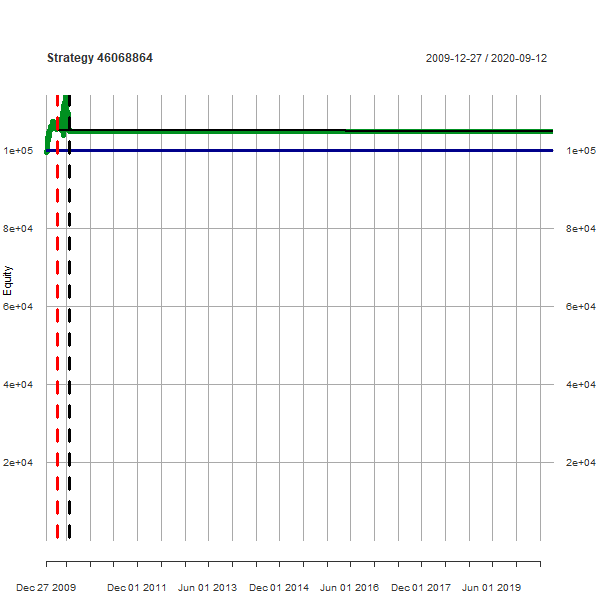 Strategy 46068864
2009-12-27 / 2020-09-12
1e+05
1e+05
8e+04
8e+04
Equity
6e+04
6e+04
4e+04
4e+04
2e+04
2e+04
Dec 27 2009
Dec 01 2011
Jun 01 2013
Dec 01 2014
Jun 01 2016
Dec 01 2017
Jun 01 2019